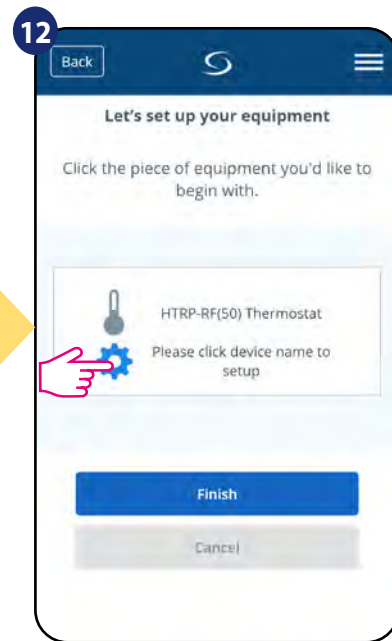 12
Back
Let's set up your equipment
Click the piece of equipment you'd like to
begin with.
HTRP-RF(50) Thermostat
Please click device name to
setup
Finish
Cancel